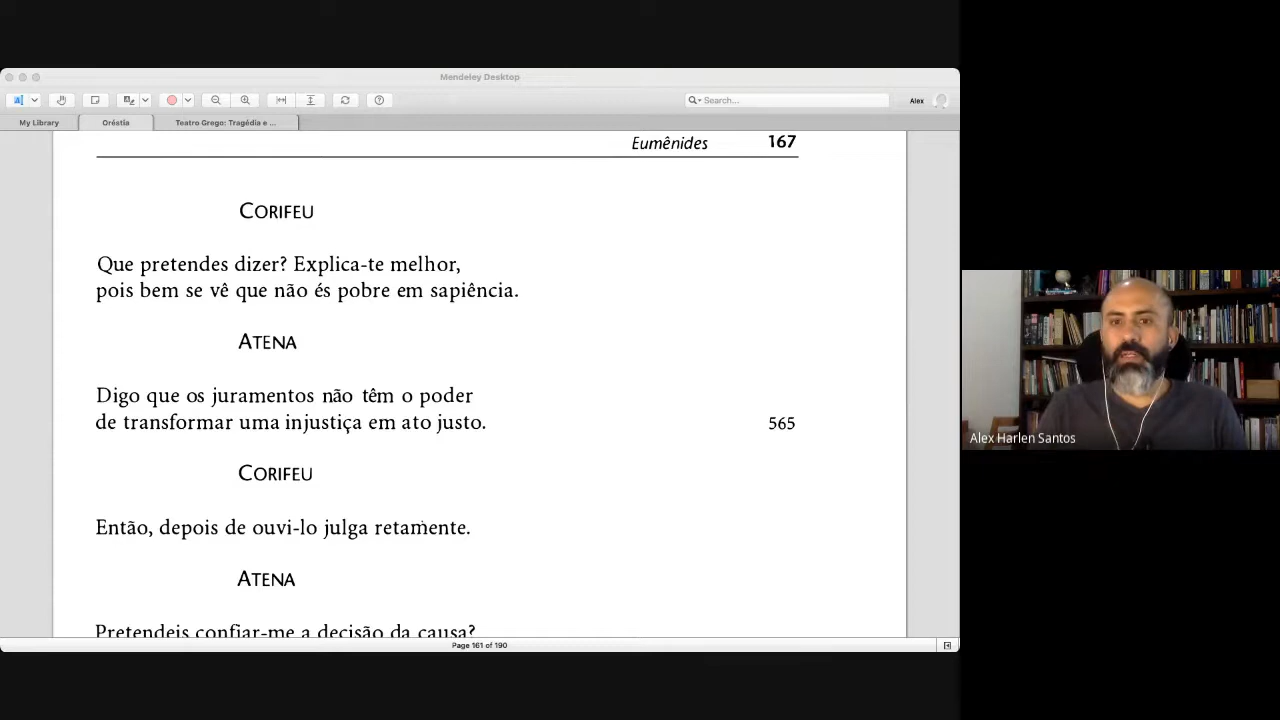 Mendeley Desktop
Search...
Alex
My Library
Oréstia
Teatro Grego: Tragédia e ...
Eumênides 167
CORIFEU
Que pretendes dizer? Explica-te melhor,
pois bem se vê que não és pobre em sapiência.
ATENA
Digo que os juramentos não têm o poder
de transformar uma injustiça em ato justo. 565
CORIFEU
Então, depois de ouvi-lo julga retamente.
ATENA
Pretendeis confiar-me a decisão da causa?
Page 161 of 190
Alex Harlen Santos